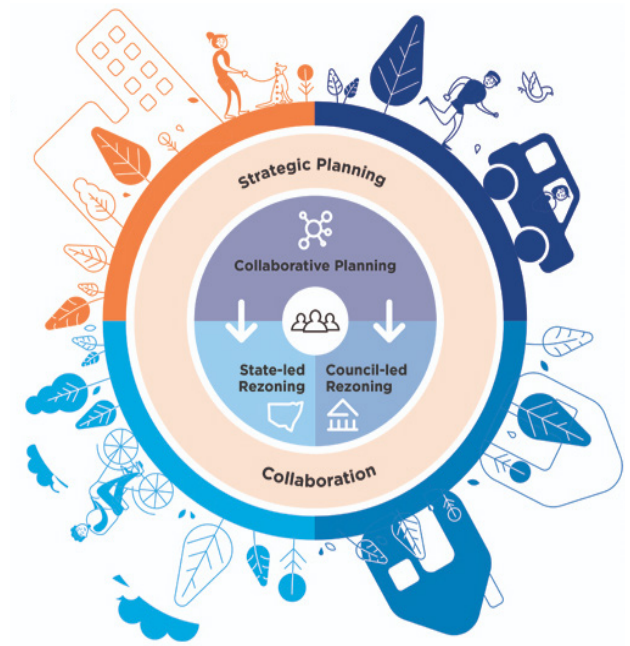 Strategic Planning
Collaborative Planning
State-led
Rezoning
Council-led
Rezoning
Collaboration